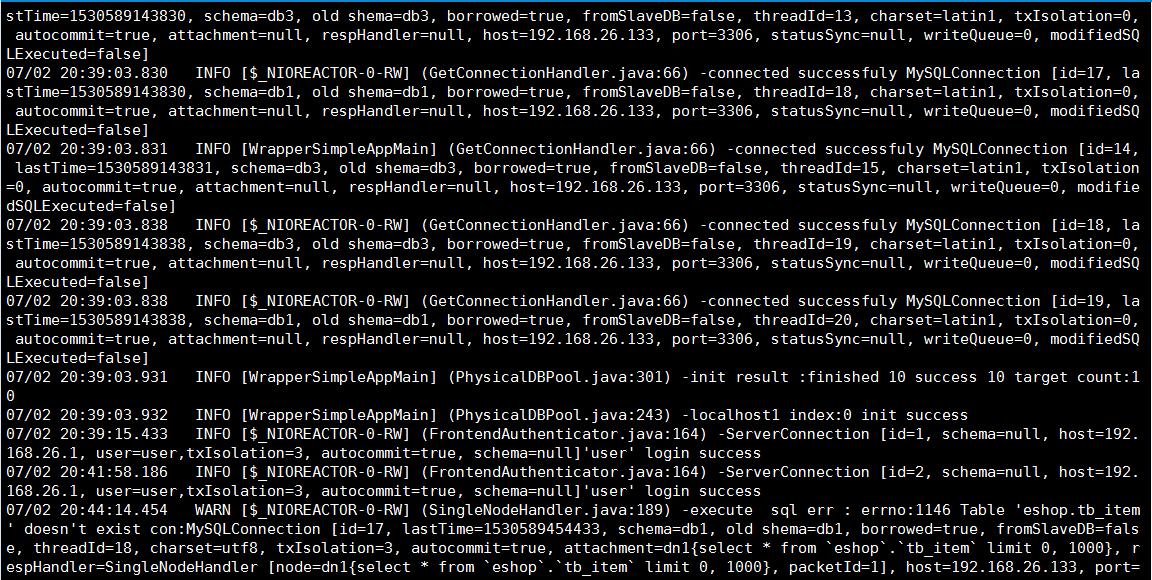 stTime=1530589143830, schema=db3, old shema=db3, borrowed=true, fromSlaveDB=false, threadId=13, charset=latin1, txIsolation=0,
 autocommit=true, attachment=null, respHandler=null, host=192.168.26.133, port=3306, statusSync=null, writeQueue=0, modifiedSQ
LExecuted=false]
07/02 20:39:03.830   INFO [$_NIOREACTOR-0-RW] (GetConnectionHandler.java:66) -connected successfuly MySQLConnection [id=17, la
stTime=1530589143830, schema=db1, old shema=db1, borrowed=true, fromSlaveDB=false, threadId=18, charset=latin1, txIsolation=0,
 autocommit=true, attachment=null, respHandler=null, host=192.168.26.133, port=3306, statusSync=null, writeQueue=0, modifiedSQ
LExecuted=false]
07/02 20:39:03.831   INFO [WrapperSimpleAppMain] (GetConnectionHandler.java:66) -connected successfuly MySQLConnection [id=14,
 lastTime=1530589143831, schema=db3, old shema=db3, borrowed=true, fromSlaveDB=false, threadId=15, charset=latin1, txIsolation
=0, autocommit=true, attachment=null, respHandler=null, host=192.168.26.133, port=3306, statusSync=null, writeQueue=0, modifie
dSQLExecuted=false]
07/02 20:39:03.838   INFO [$_NIOREACTOR-0-RW] (GetConnectionHandler.java:66) -connected successfuly MySQLConnection [id=18, la
stTime=1530589143838, schema=db3, old shema=db3, borrowed=true, fromSlaveDB=false, threadId=19, charset=latin1, txIsolation=0,
 autocommit=true, attachment=null, respHandler=null, host=192.168.26.133, port=3306, statusSync=null, writeQueue=0, modifiedSQ
LExecuted=false]
07/02 20:39:03.838   INFO [$_NIOREACTOR-0-RW] (GetConnectionHandler.java:66) -connected successfuly MySQLConnection [id=19, la
stTime=1530589143838, schema=db1, old shema=db1, borrowed=true, fromSlaveDB=false, threadId=20, charset=latin1, txIsolation=0,
 autocommit=true, attachment=null, respHandler=null, host=192.168.26.133, port=3306, statusSync=null, writeQueue=0, modifiedSQ
LExecuted=false]
07/02 20:39:03.931   INFO [WrapperSimpleAppMain] (PhysicalDBPool.java:301) -init result :finished 10 success 10 target count:1
0
07/02 20:39:03.932   INFO [WrapperSimpleAppMain] (PhysicalDBPool.java:243) -localhost1 index:0 init success
07/02 20:39:15.433   INFO [$_NIOREACTOR-0-RW] (FrontendAuthenticator.java:164) -ServerConnection [id=1, schema=null, host=192.
168.26.1, user=user,txIsolation=3, autocommit=true, schema=null]'user' login success
07/02 20:41:58.186   INFO [$_NIOREACTOR-0-RW] (FrontendAuthenticator.java:164) -ServerConnection [id=2, schema=null, host=192.
168.26.1, user=user,txIsolation=3, autocommit=true, schema=null]'user' login success
07/02 20:44:14.454   WARN [$_NIOREACTOR-0-RW] (SingleNodeHandler.java:189) -execute  sql err : errno:1146 Table 'eshop.tb_item
' doesn't exist con:MySQLConnection [id=17, lastTime=1530589454433, schema=db1, old shema=db1, borrowed=true, fromSlaveDB=fals
e, threadId=18, charset=utf8, txIsolation=3, autocommit=true, attachment=dn1{select * from `eshop`.`tb_item` limit 0, 1000}, r
espHandler=SingleNodeHandler [node=dn1{select * from `eshop`.`tb_item` limit 0, 1000}, packetId=1], host=192.168.26.133, port=